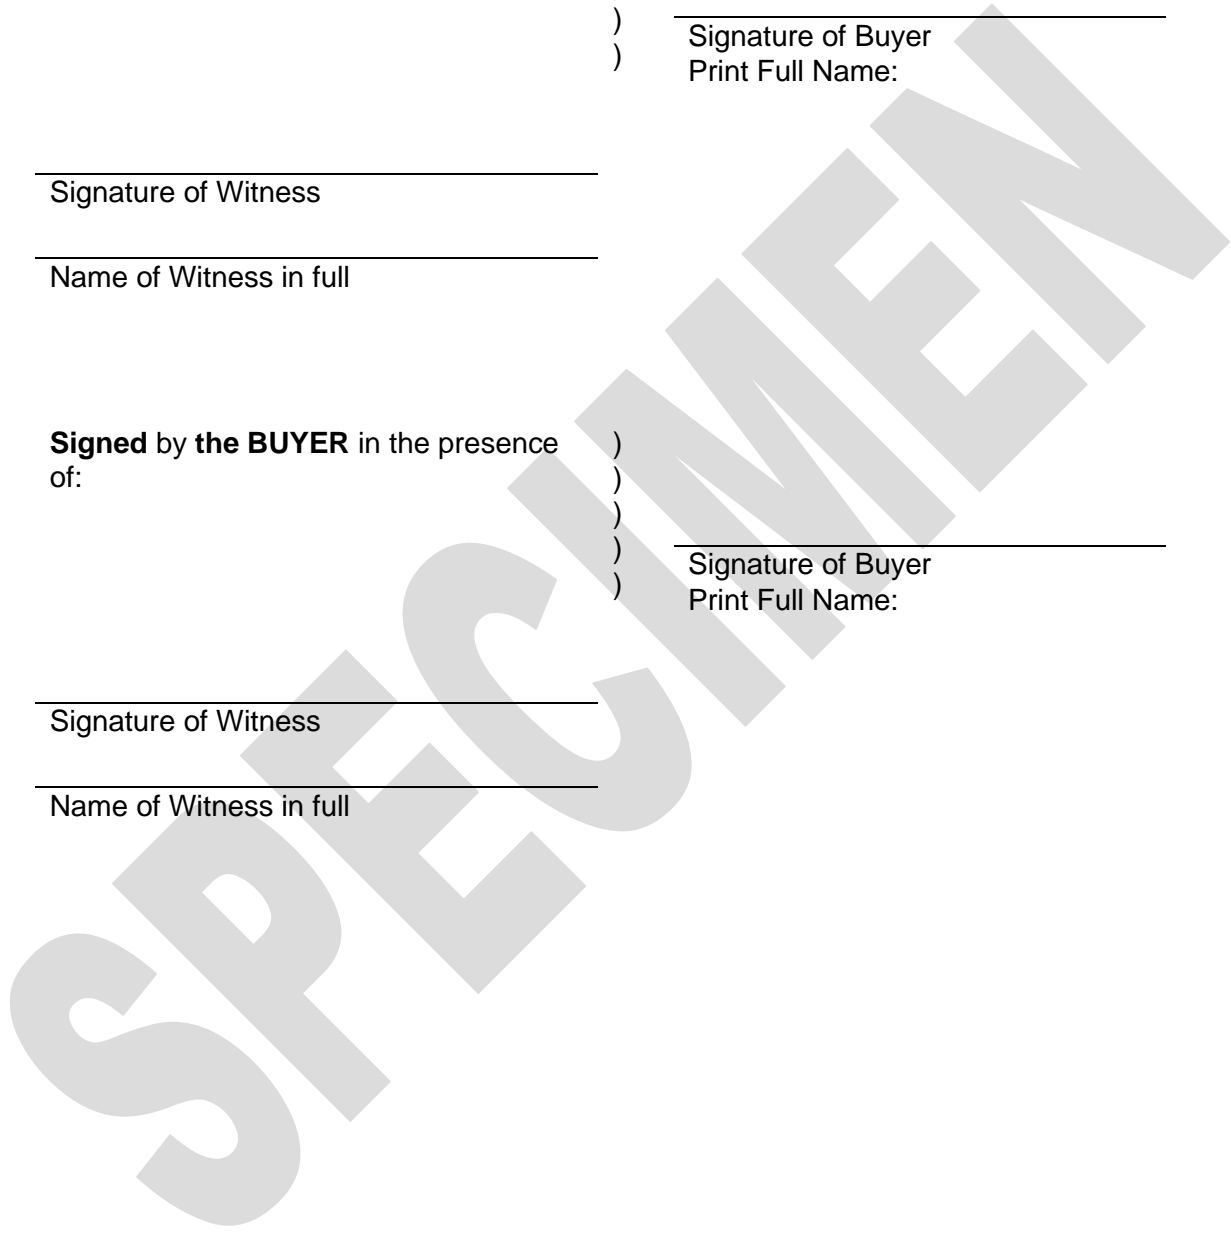 ) Signature of Buyer
) Print Full Name:
Signature of Witness
Name of Witness in full
Signed by the BUYER in the presence )
of: )
)
) Signature of Buyer
) Print Full Name:
Signature of Witness
Name of Witness in full
SPECIMEN